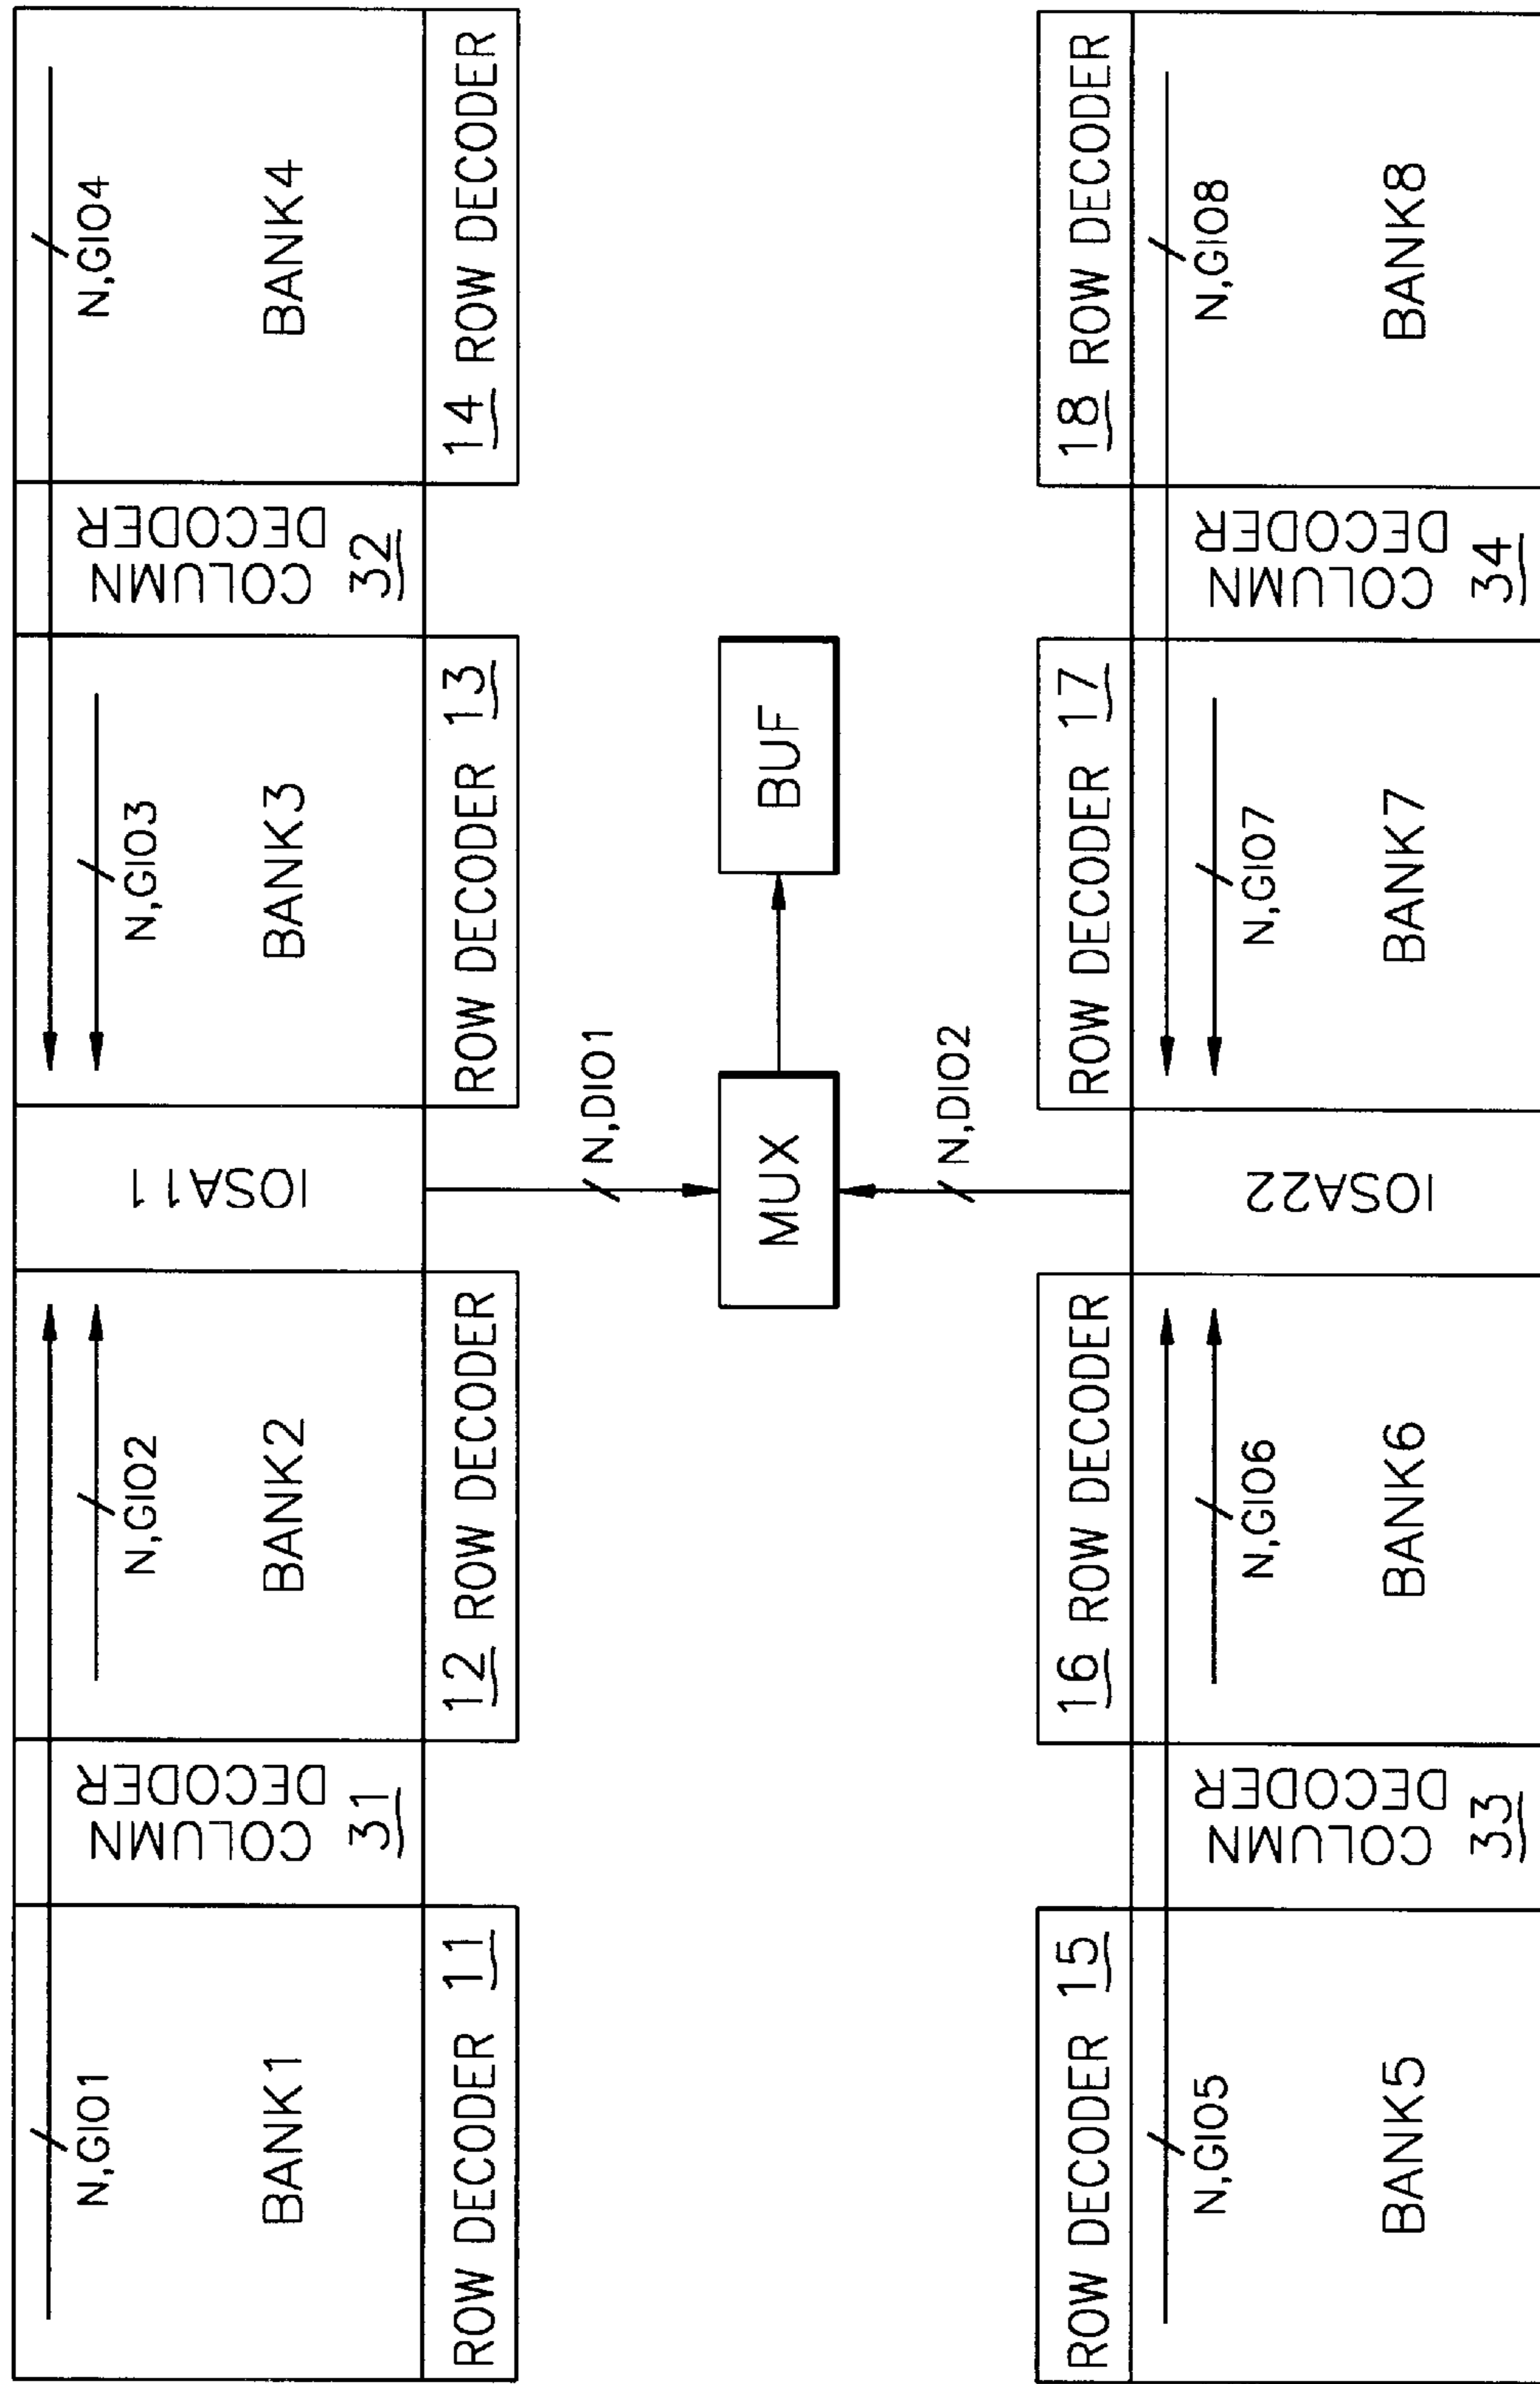 N,GIO1
BANK1
ROW DECODER 11
COLUMN
DECODER
31
N,GIO2
BANK2
12 ROW DECODER
IOSA11
N,GIO3
BANK3
ROW DECODER 13
COLUMN
DECODER
32
N,GIO4
BANK4
14 ROW DECODER
N,DIO1
MUX
BUF
N,DIO2
ROW DECODER 15
N,GIO5
BANK5
COLUMN
DECODER
33
16 ROW DECODER
N,GIO6
BANK6
IOSA22
ROW DECODER 17
N,GIO7
BANK7
COLUMN
DECODER
34
18 ROW DECODER
N,GIO8
BANK8